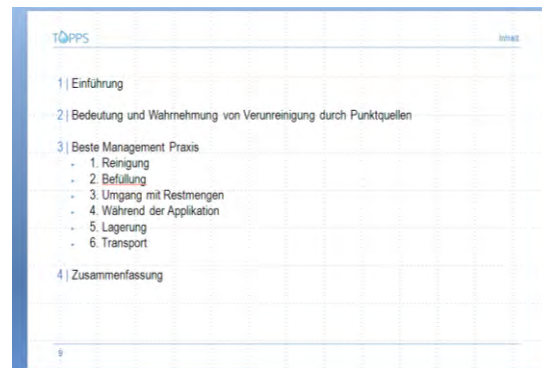 TOPPS
Inhalt
1 | Einführung
2 | Bedeutung und Wahrnehmung von Verunreinigung durch Punktquellen
3 | Beste Management Praxis
- 1. Reinigung
- 2. Befüllung
- 3. Umgang mit Restmengen
- 4. Während der Applikation
- 5. Lagerung
- 6. Transport
4 | Zusammenfassung
9